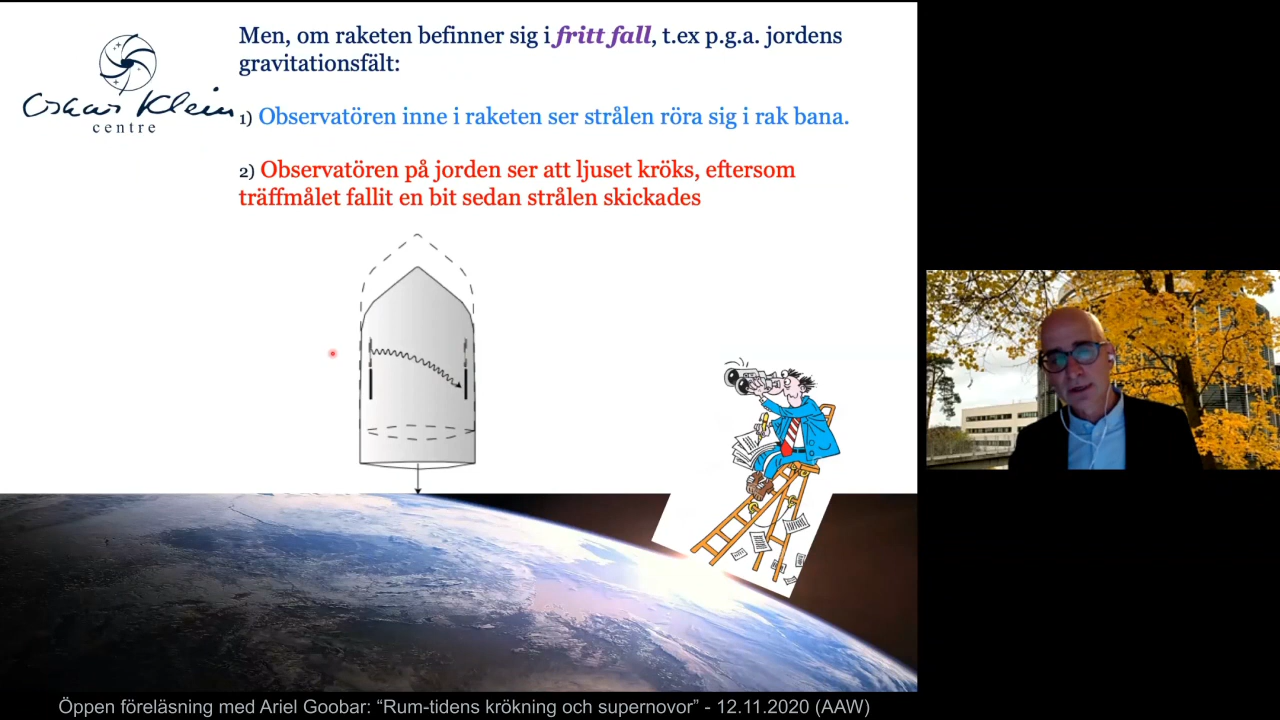 Men, om raketen befinner sig i fritt fall, t.ex p.g.a. jordens
gravitationsfält:
Oskar Klein
centre
1) Observatören inne i raketen ser strålen röra sig i rak bana.
2) Observatören på jorden ser att ljuset kröks, eftersom
träffmålet fallit en bit sedan strålen skickades
Öppen föreläsning med Ariel Goobar: “Rum-tidens krökning och supernovor” - 12.11.2020 (AAW)